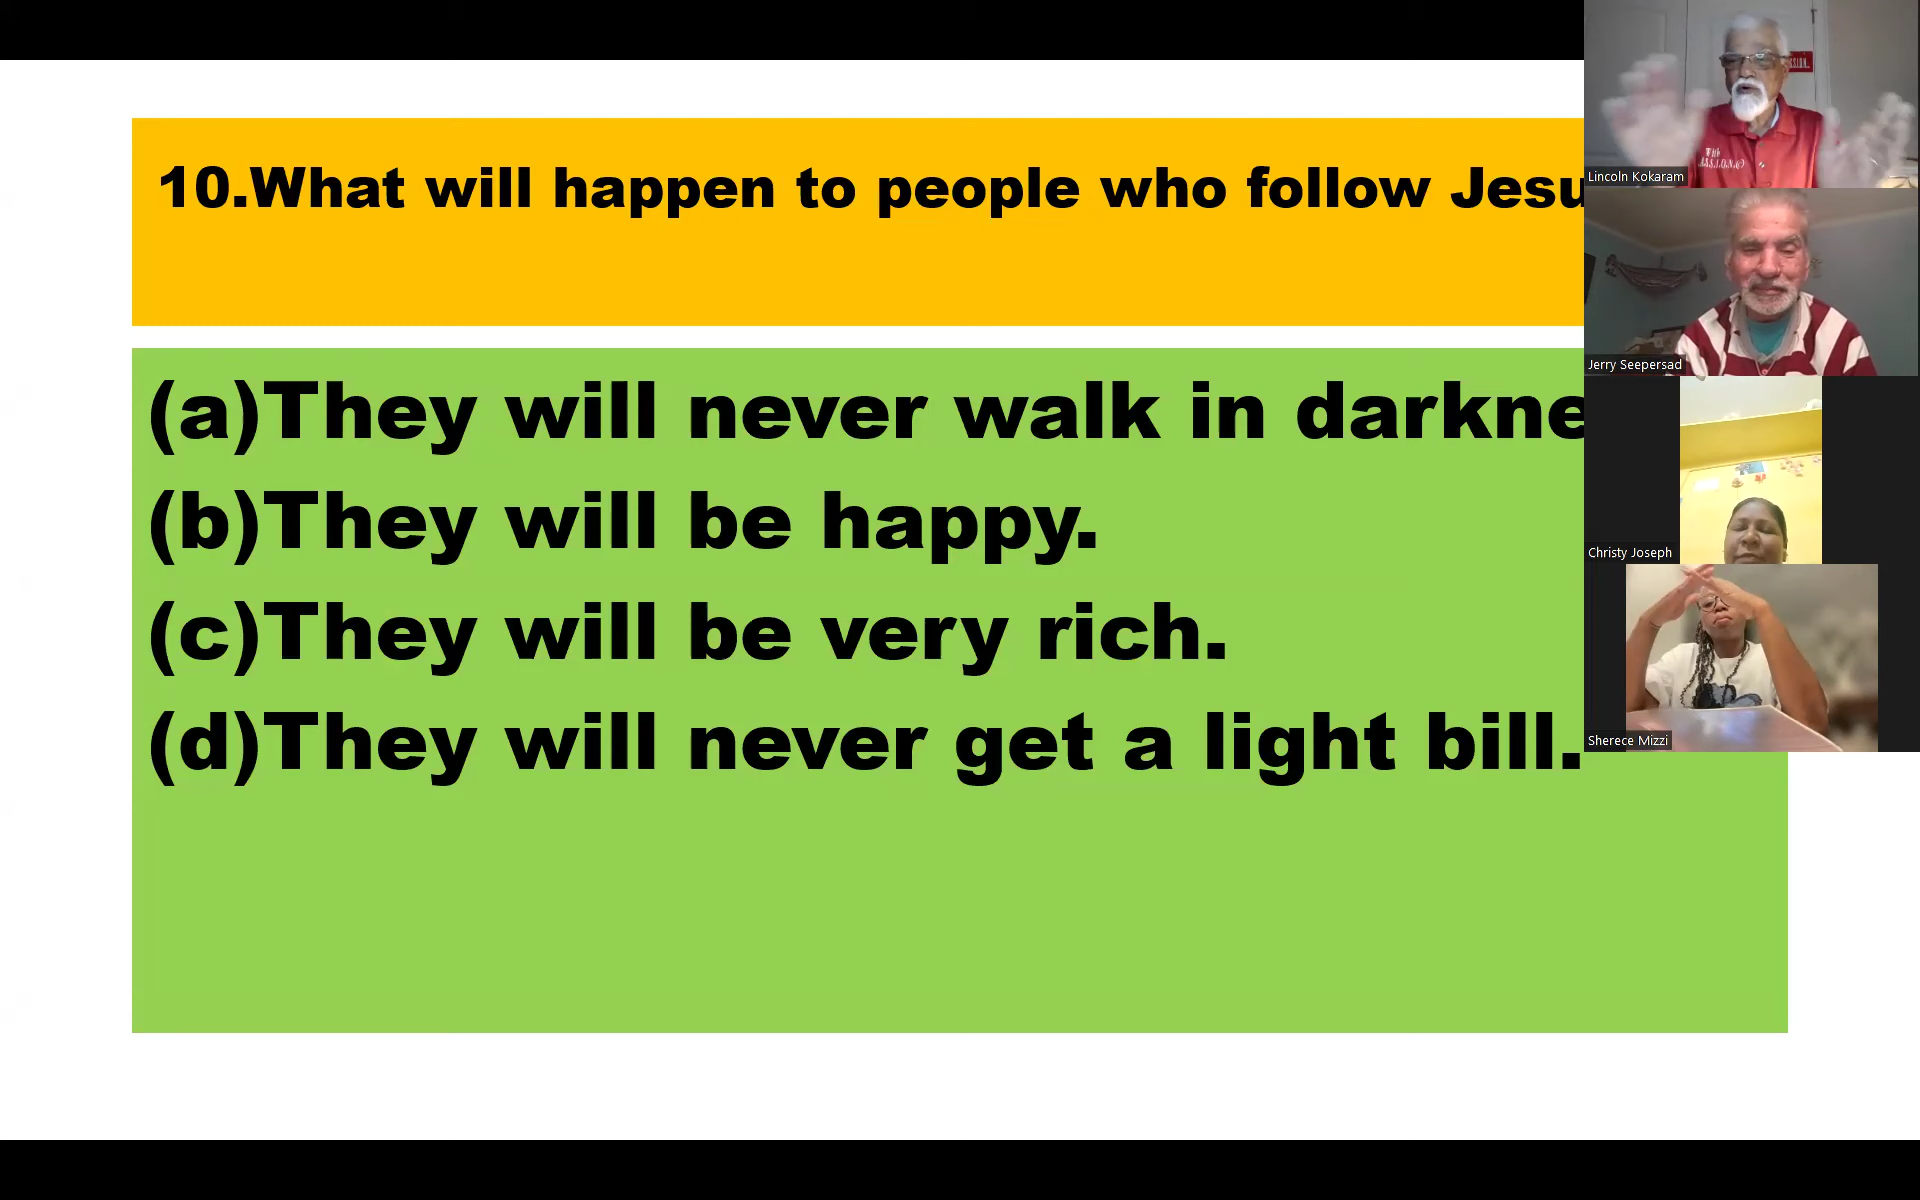 10.What will happen to people who follow Jesu
(a)They will never walk in darkne
(b)They will be happy.
(c)They will be very rich.
(d)They will never get a light bill.
With
Lincoln Kokaram
Jerry Seepersad
Christy Joseph
Sherece Mizzi